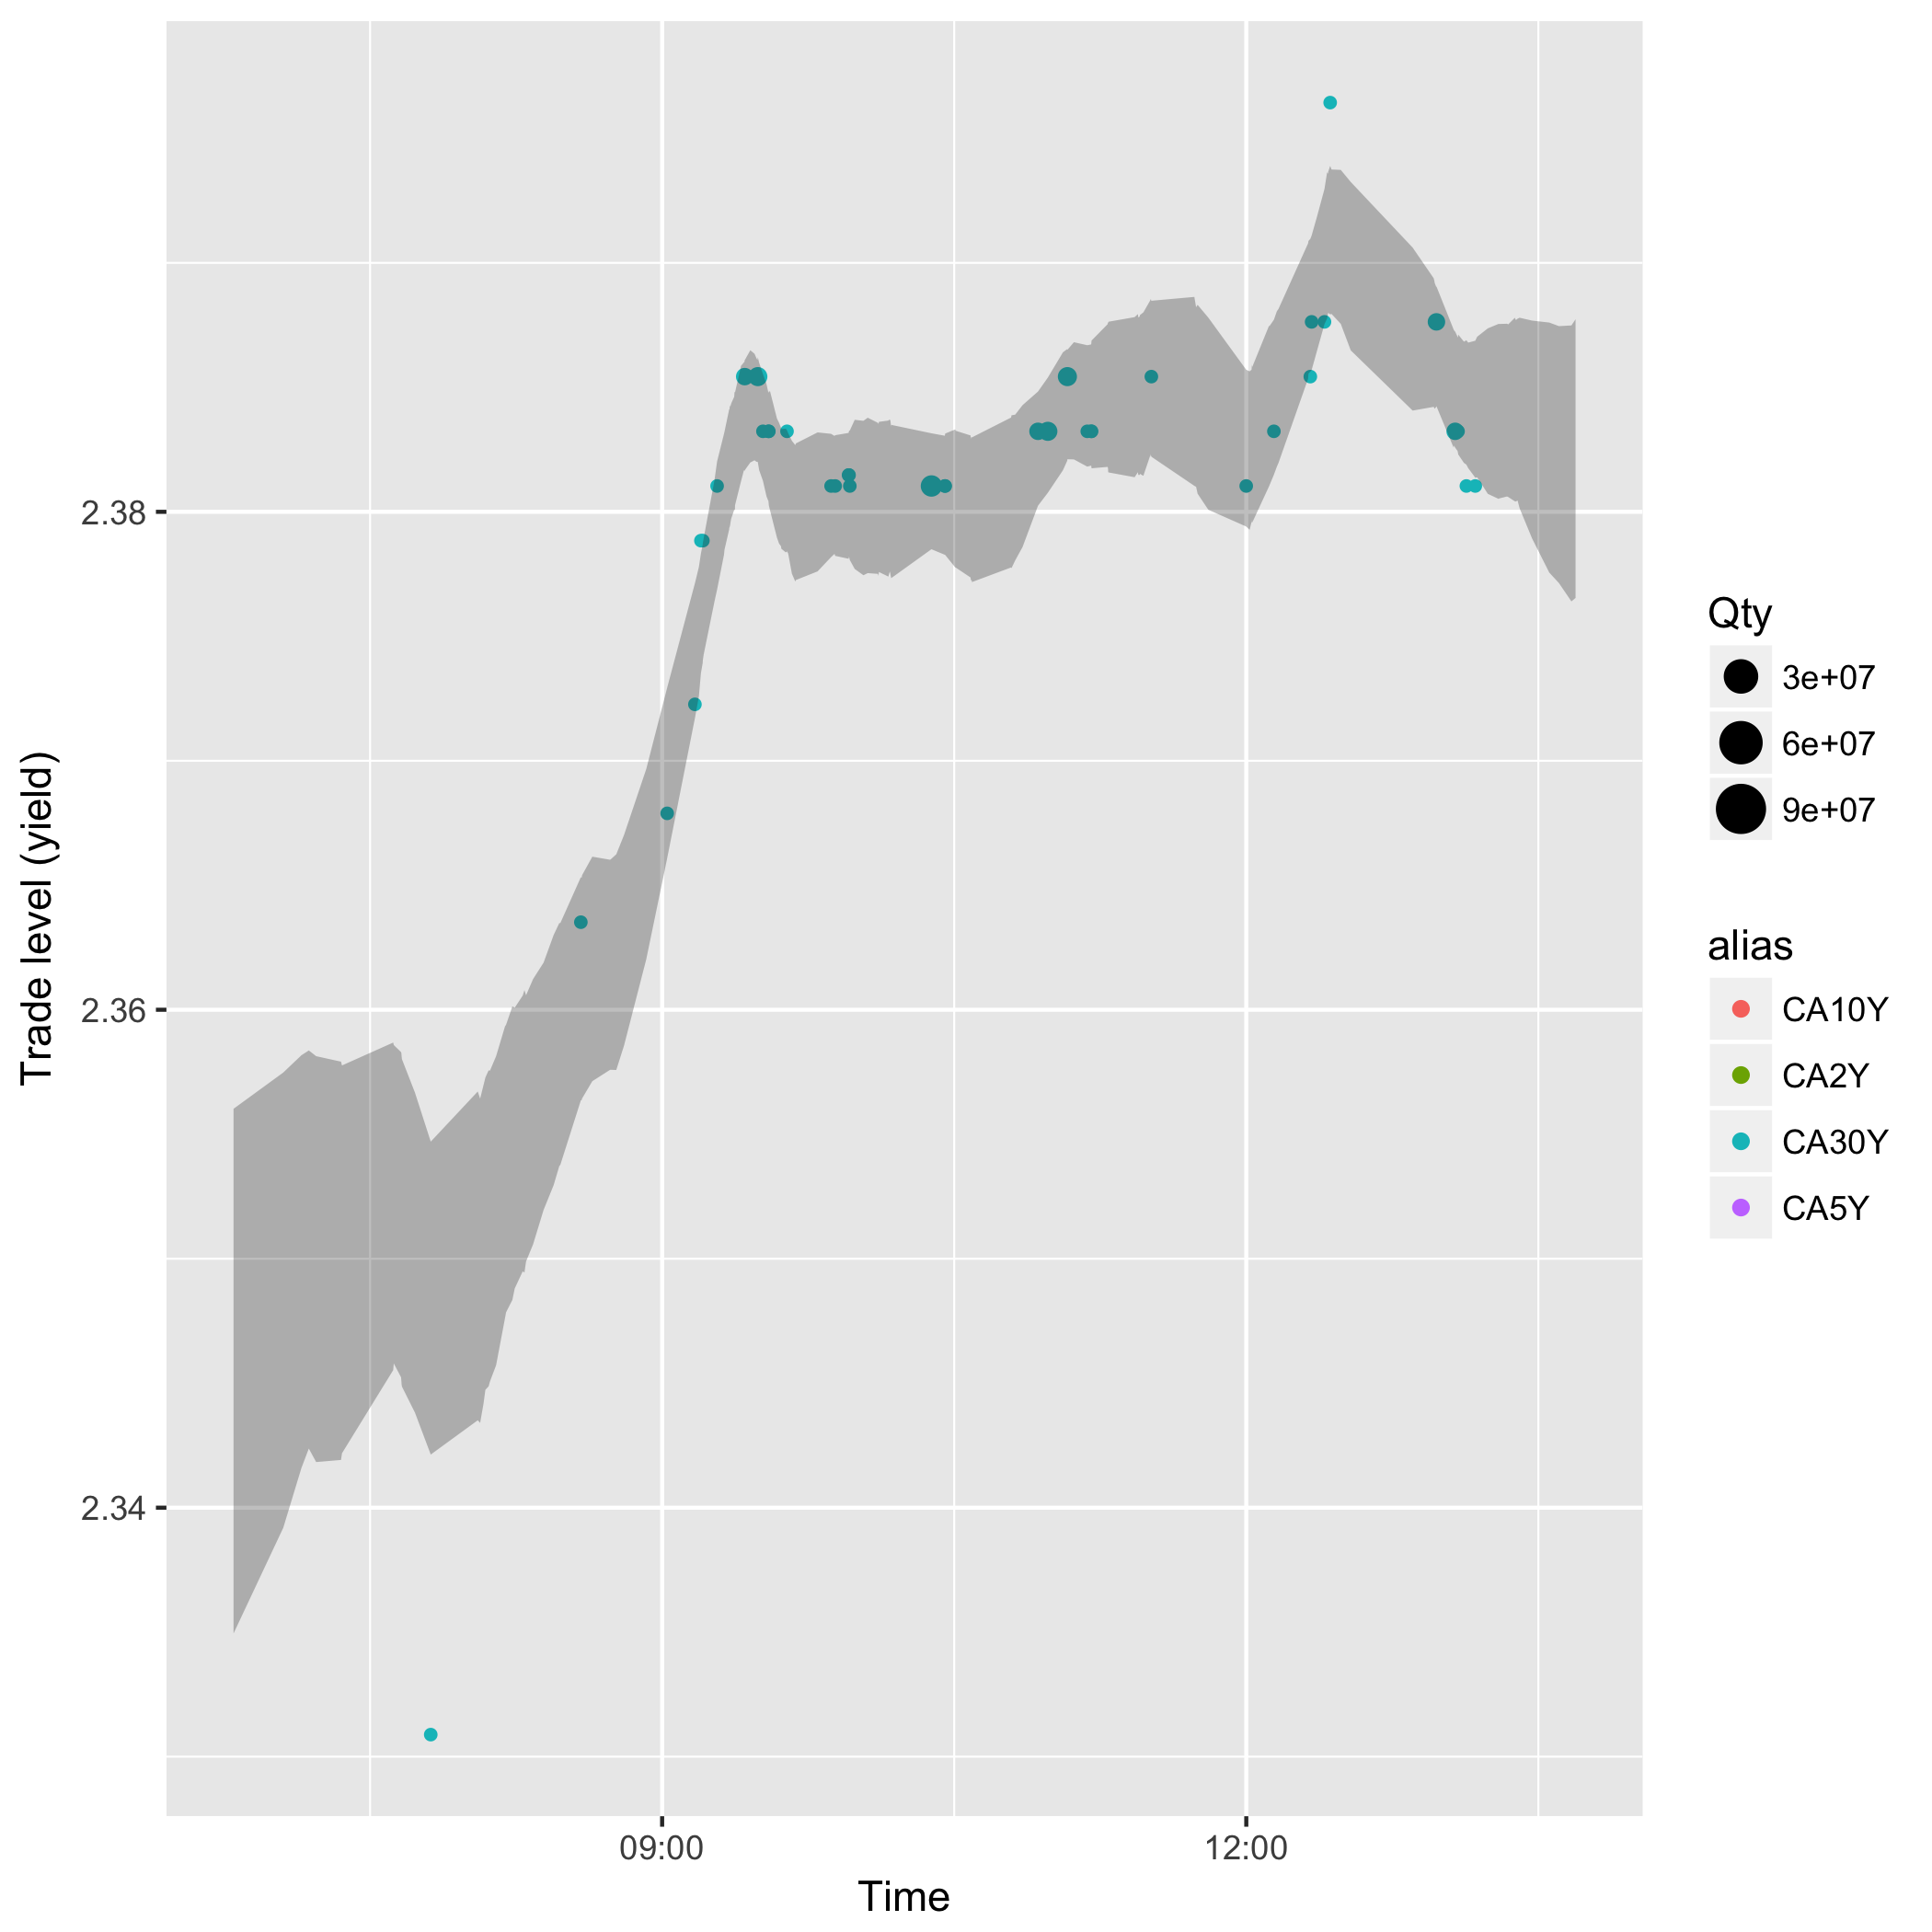 Trade level (yield)
2.38
2.36
2.34
09:00
12:00
Time
Qty
3e+07
6e+07
9e+07
alias
CA10Y
CA2Y
CA30Y
CA5Y